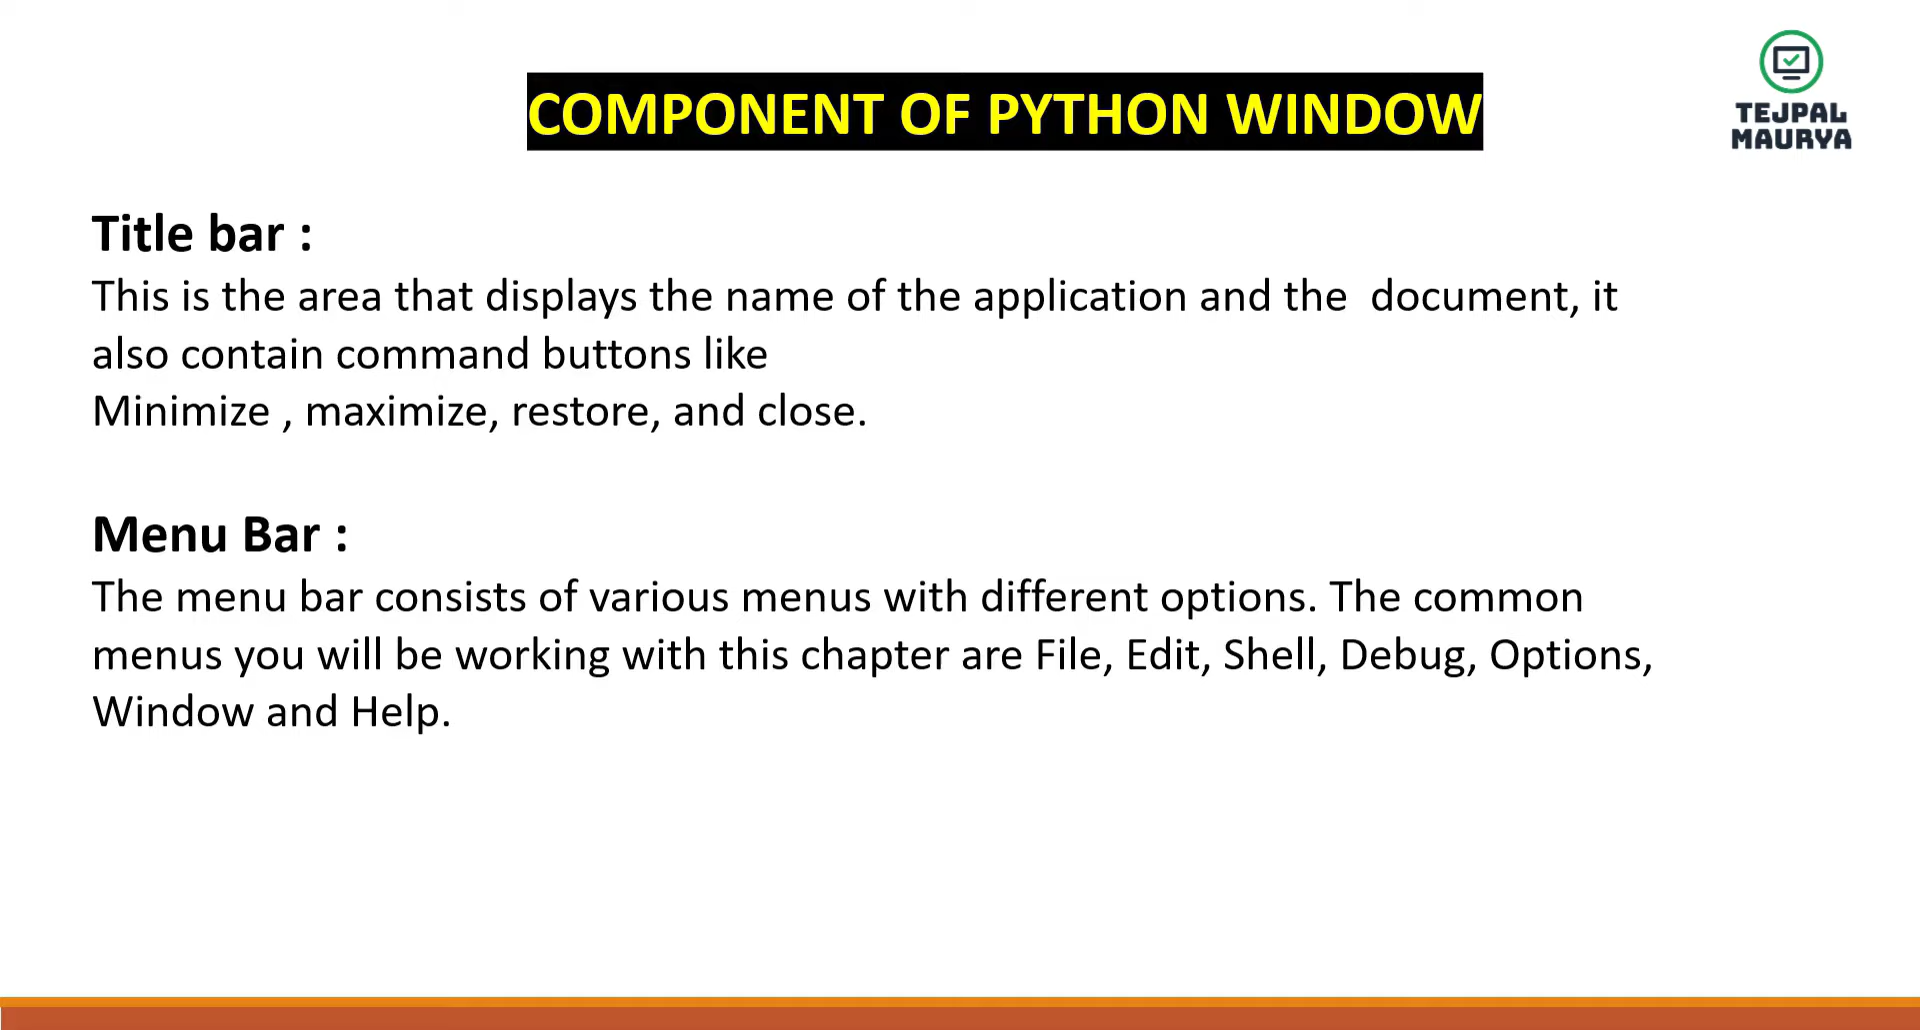 COMPONENT OF PYTHON WINDOW
TEJPAL
MAURYA
Title bar :
This is the area that displays the name of the application and the  document, it
also contain command buttons like
Minimize , maximize, restore, and close.
Menu Bar :
The menu bar consists of various menus with different options. The common
menus you will be working with this chapter are File, Edit, Shell, Debug, Options,
Window and Help.